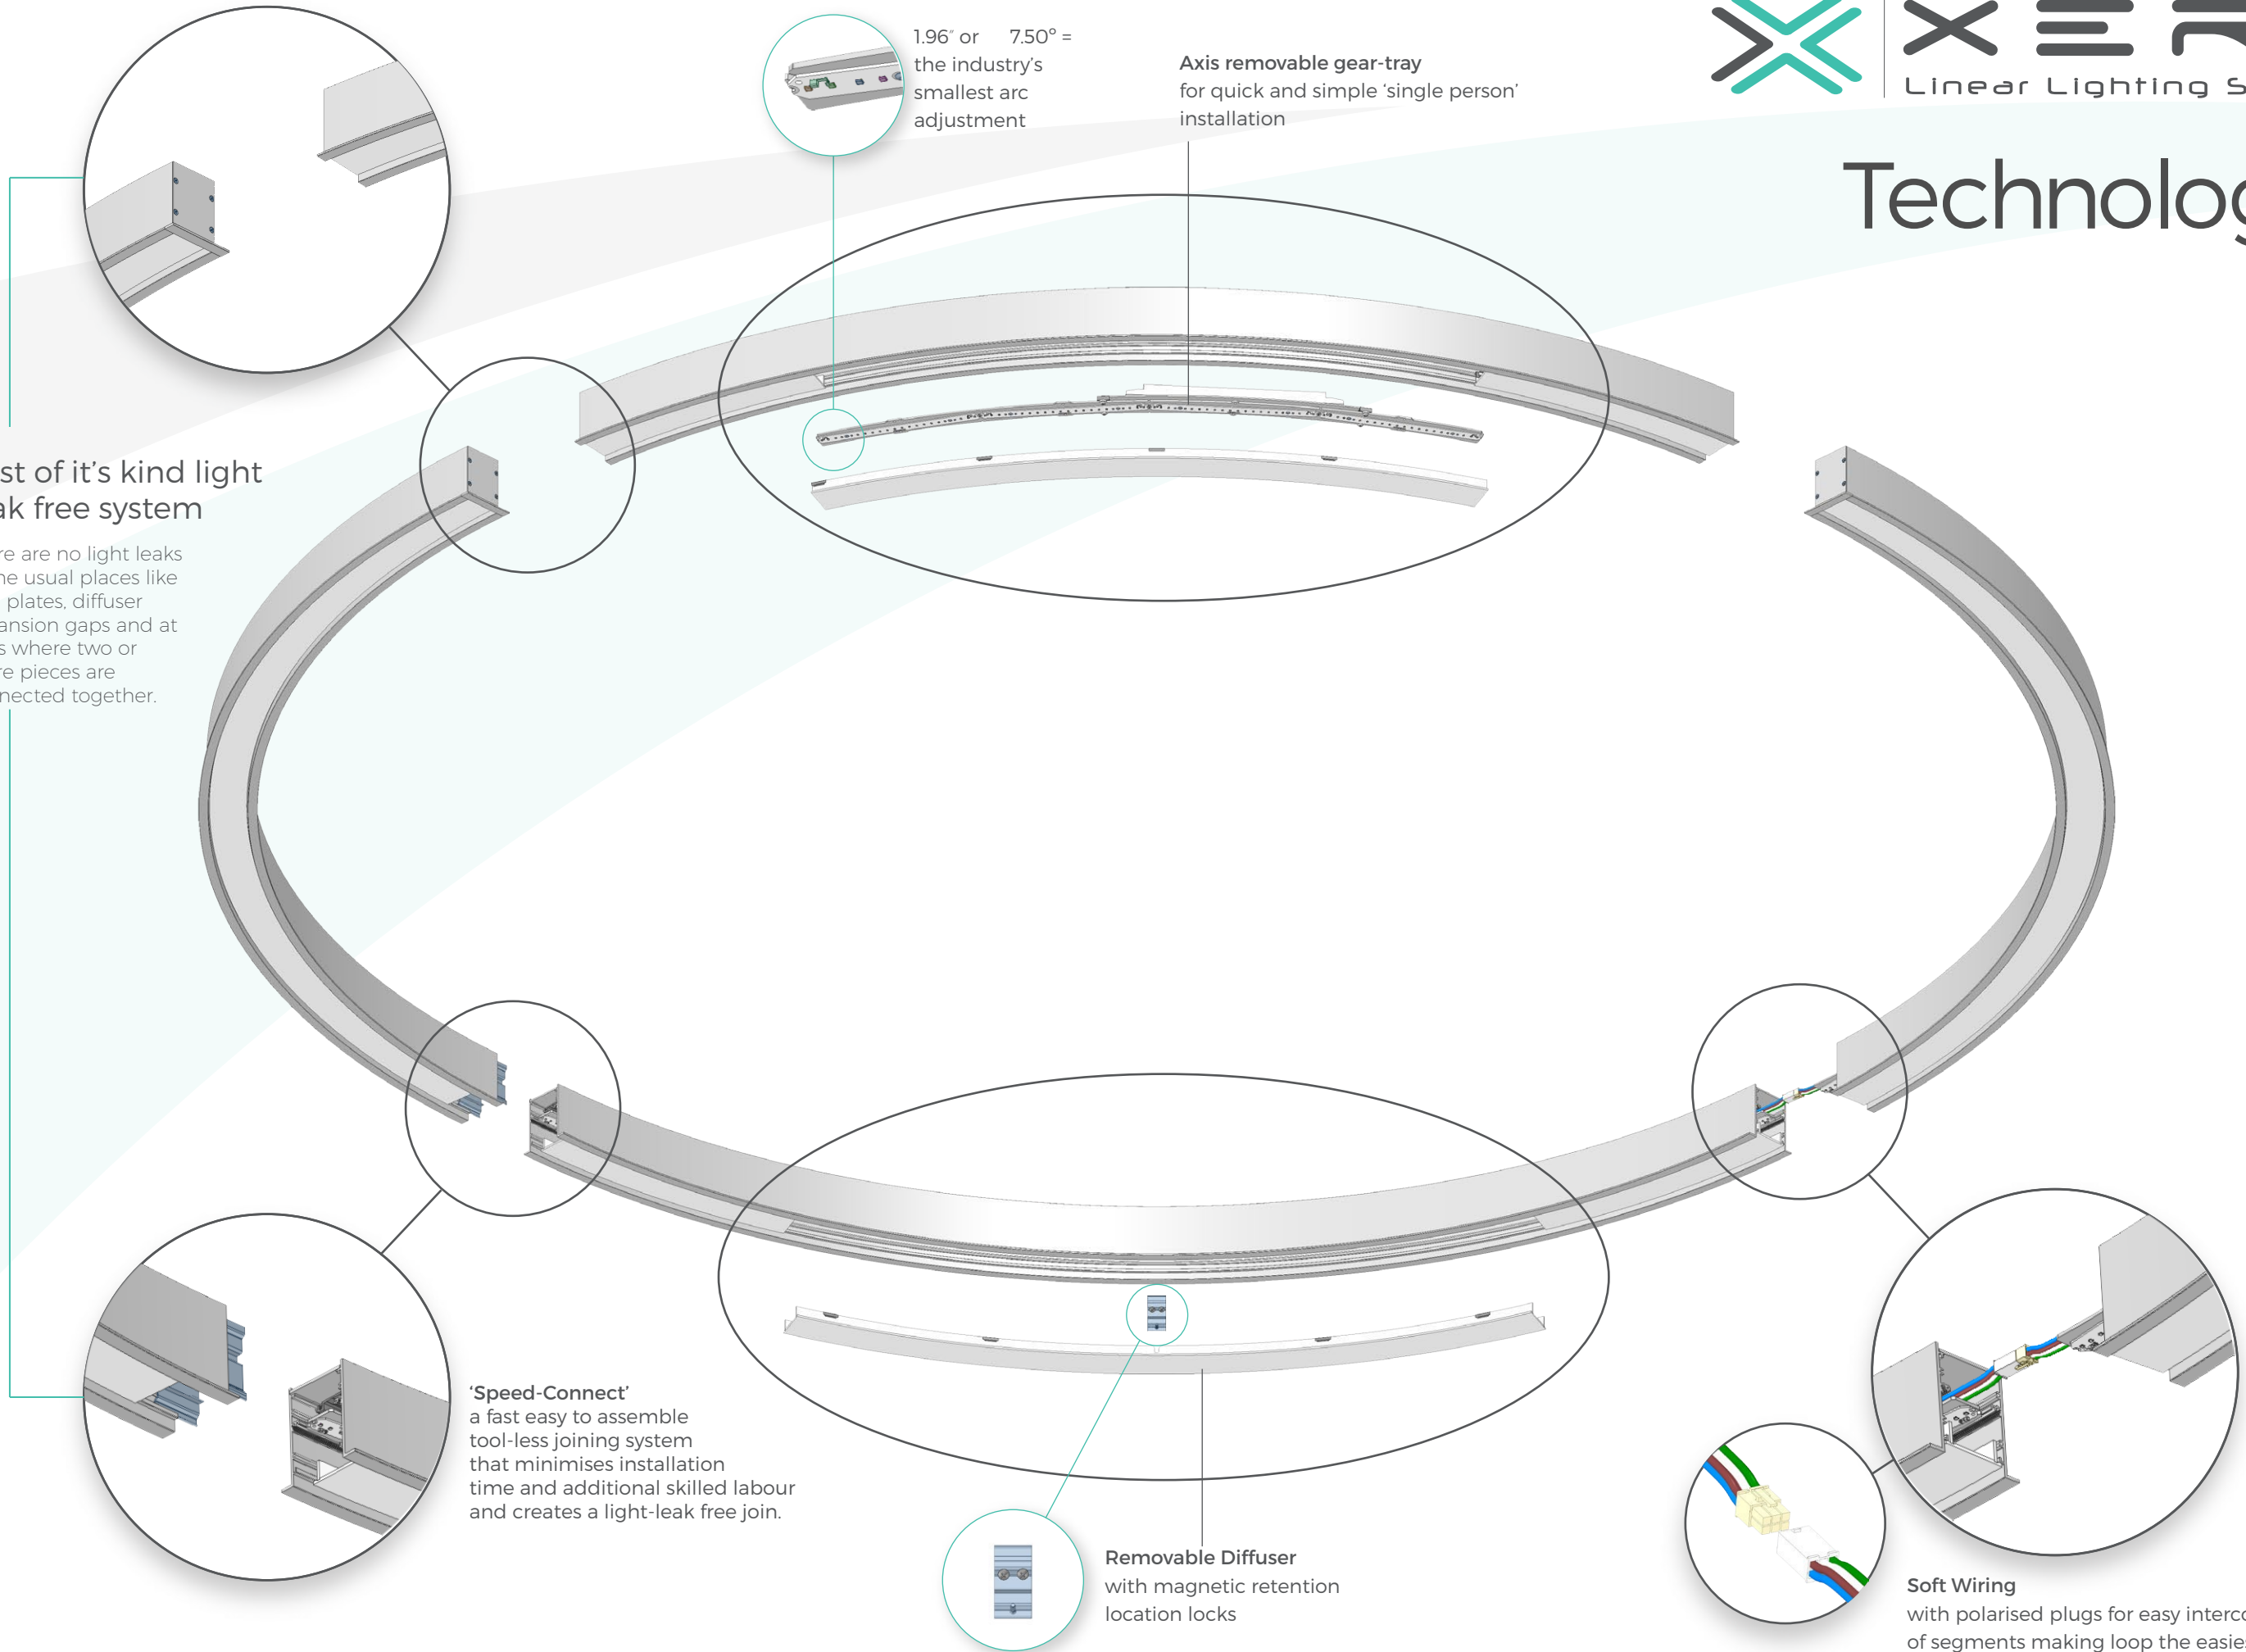 1.96" or 7.50º =
the industry's
smallest arc
adjustment
Axis removable gear-tray
for quick and simple ‘single person’
installation
Linear Lighting
st of it’s kind light
ak free system
re are no light leaks
he usual places like
plates, diffuser
ansion gaps and at
s where two or
re pieces are
nected together.
‘Speed-Connect’
a fast easy to assemble
tool-less joining system
that minimises installation
time and additional skilled labour
and creates a light-leak free join.
Removable Diffuser
with magnetic retention
location locks
Soft Wiring
with polarised plugs for easy interco
of segments making loop the easies